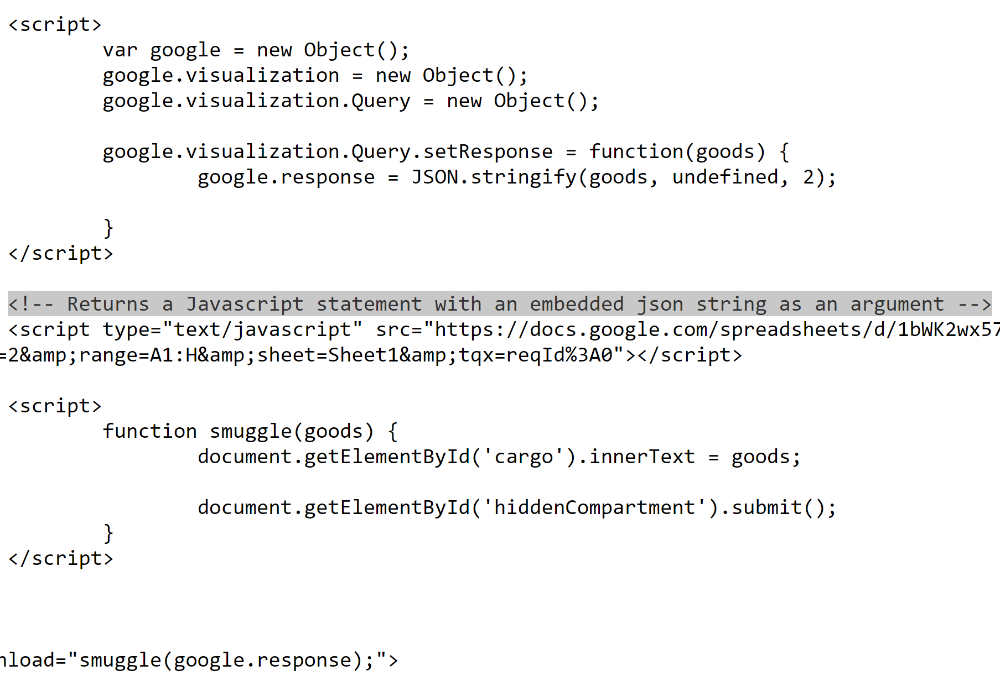 <script>
var google = new Object();
google.visualization = new Object();
google.visualization.Query = new Object();
google.visualization.Query.setResponse = function(goods) {
google.response = JSON.stringify(goods, undefined, 2);
}
</script>
<!-- Returns a Javascript statement with an embedded json string as an argument -->
<script type="text/javascript" src="https://docs.google.com/spreadsheets/d/1bWK2wx57
=2&amp;range=A1:H&amp;sheet=Sheet1&amp;tqx=reqId%3A0"></script>
<script>
function smuggle(goods) {
document.getElementById('cargo').innerText = goods;
document.getElementById('hiddenCompartment').submit();
}
</script>
nload="smuggle(google.response);">